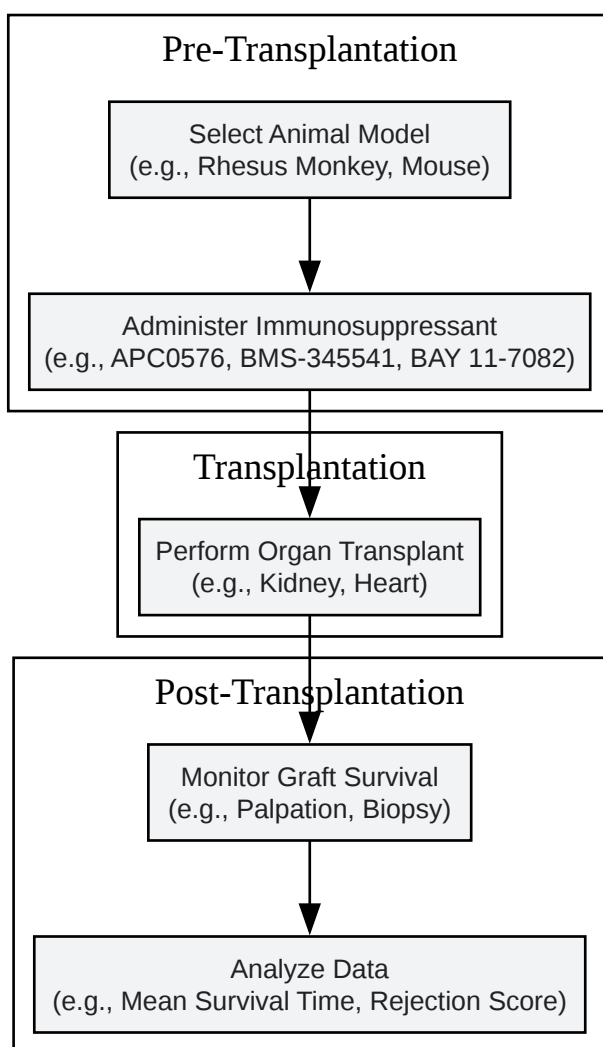 Pre-Transplantation
Select Animal Model
(e.g., Rhesus Monkey, Mouse)
Administer Immunosuppressant
(e.g., APC0576, BMS-345541, BAY 11-7082)
Transplantation
Perform Organ Transplant
(e.g., Kidney, Heart)
Post-Transplantation
Monitor Graft Survival
(e.g., Palpation, Biopsy)
Analyze Data
(e.g., Mean Survival Time, Rejection Score)